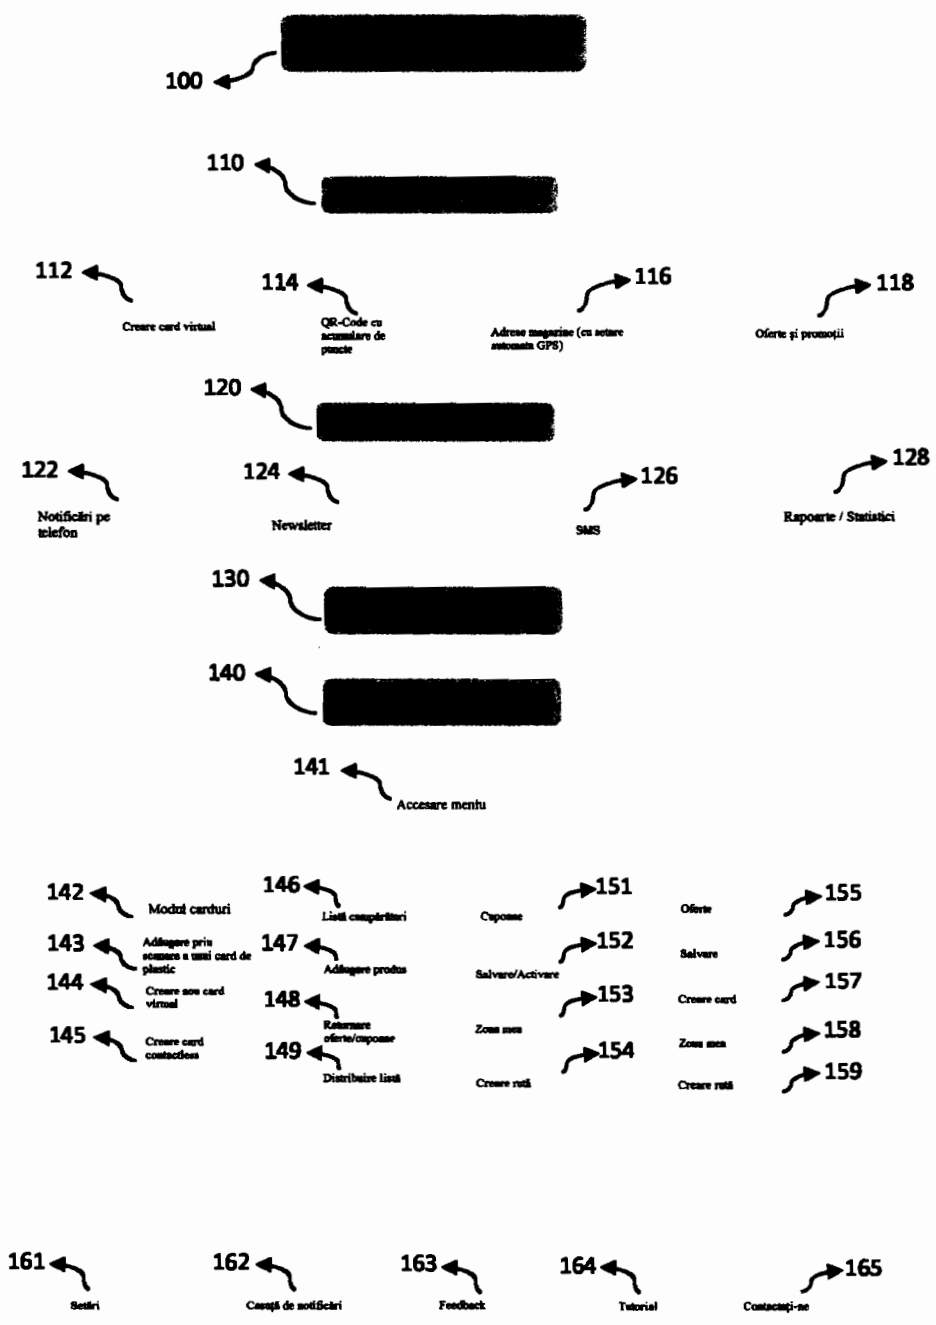 100
110
112
114
116
118
Creare card virtual
QR-Code cu
acumulare de
puncte
Adrese magazine (cu setare
automata GPS)
Oferte și promoții
120
122
124
126
128
Notificări pe
telefon
Newsletter
SMS
Rapoarte / Statistici
130
140
141
Accesare meniu
142
Modul carduri
143
Adăugare prin
scanare a unui card de
plastic
144
Creare nou card
virtual
145
Creare card
contactless
146
Listă cumpărături
147
Adăugare produs
148
Returnare
oferte/cupoane
149
Distribuire listă
151
Cupoane
152
Salvare/Activare
153
Zona mea
154
Creare rută
155
Oferte
156
Salvare
157
Creare card
158
Zona mea
159
Creare rută
161
162
163
164
165
Setări
Casuță de notificări
Feedback
Tutorial
Contactați-ne